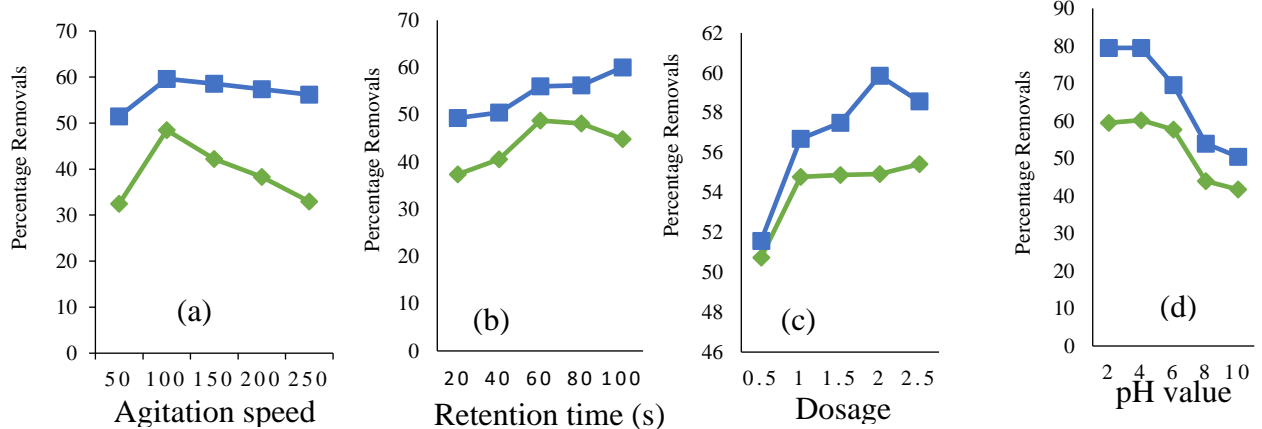 Percentage Removals
70
60
50
40
30
20
10
0
50 100 150 200 250
Agitation speed
(a)
Percentage Removals
70
60
50
40
30
20
10
0
20 40 60 80 100
Retention time (s)
(b)
Percentage Removals
62
60
58
56
54
52
50
48
46
0.5 1 1.5 2 2.5
Dosage
(c)
Percentage Removals
90
80
70
60
50
40
30
20
10
0
2 4 6 8 10
pH value
(d)